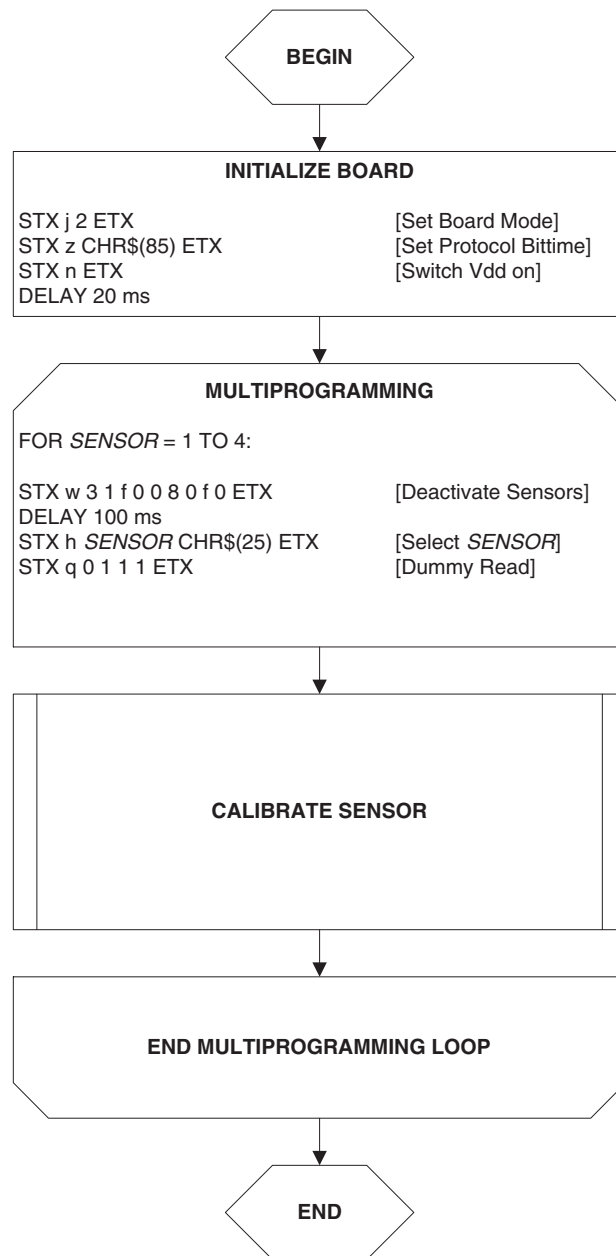 BEGIN
INITIALIZE BOARD
STX j 2 ETX [Set Board Mode]
STX z CHR$(85) ETX [Set Protocol Bittime]
STX n ETX [Switch Vdd on]
DELAY 20 ms
MULTIPROGRAMMING
FOR SENSOR = 1 TO 4:
STX w 3 1 f 0 0 8 0 f 0 ETX [Deactivate Sensors]
DELAY 100 ms
STX h SENSOR CHR$(25) ETX [Select SENSOR]
STX q 0 1 1 1 ETX [Dummy Read]
CALIBRATE SENSOR
END MULTIPROGRAMMING LOOP
END